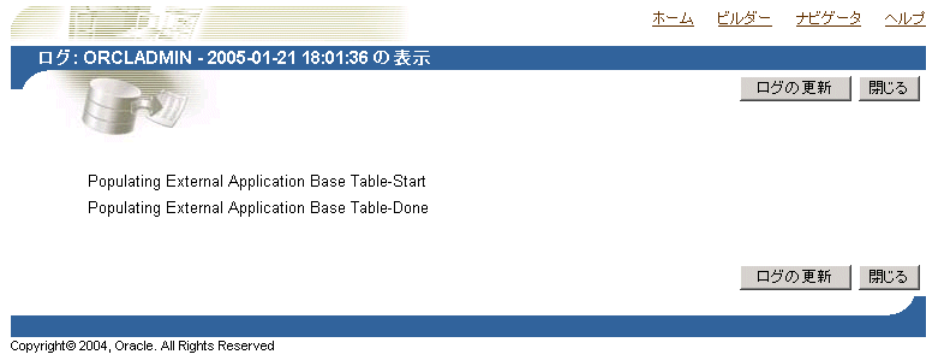 ホーム ビルダー ナビゲータ ヘルプ
ログ: ORCLADMIN - 2005-01-21 18:01:36 の表示
ログの更新 閉じる
Populating External Application Base Table-Start
Populating External Application Base Table-Done
ログの更新 閉じる
Copyright© 2004, Oracle. All Rights Reserved